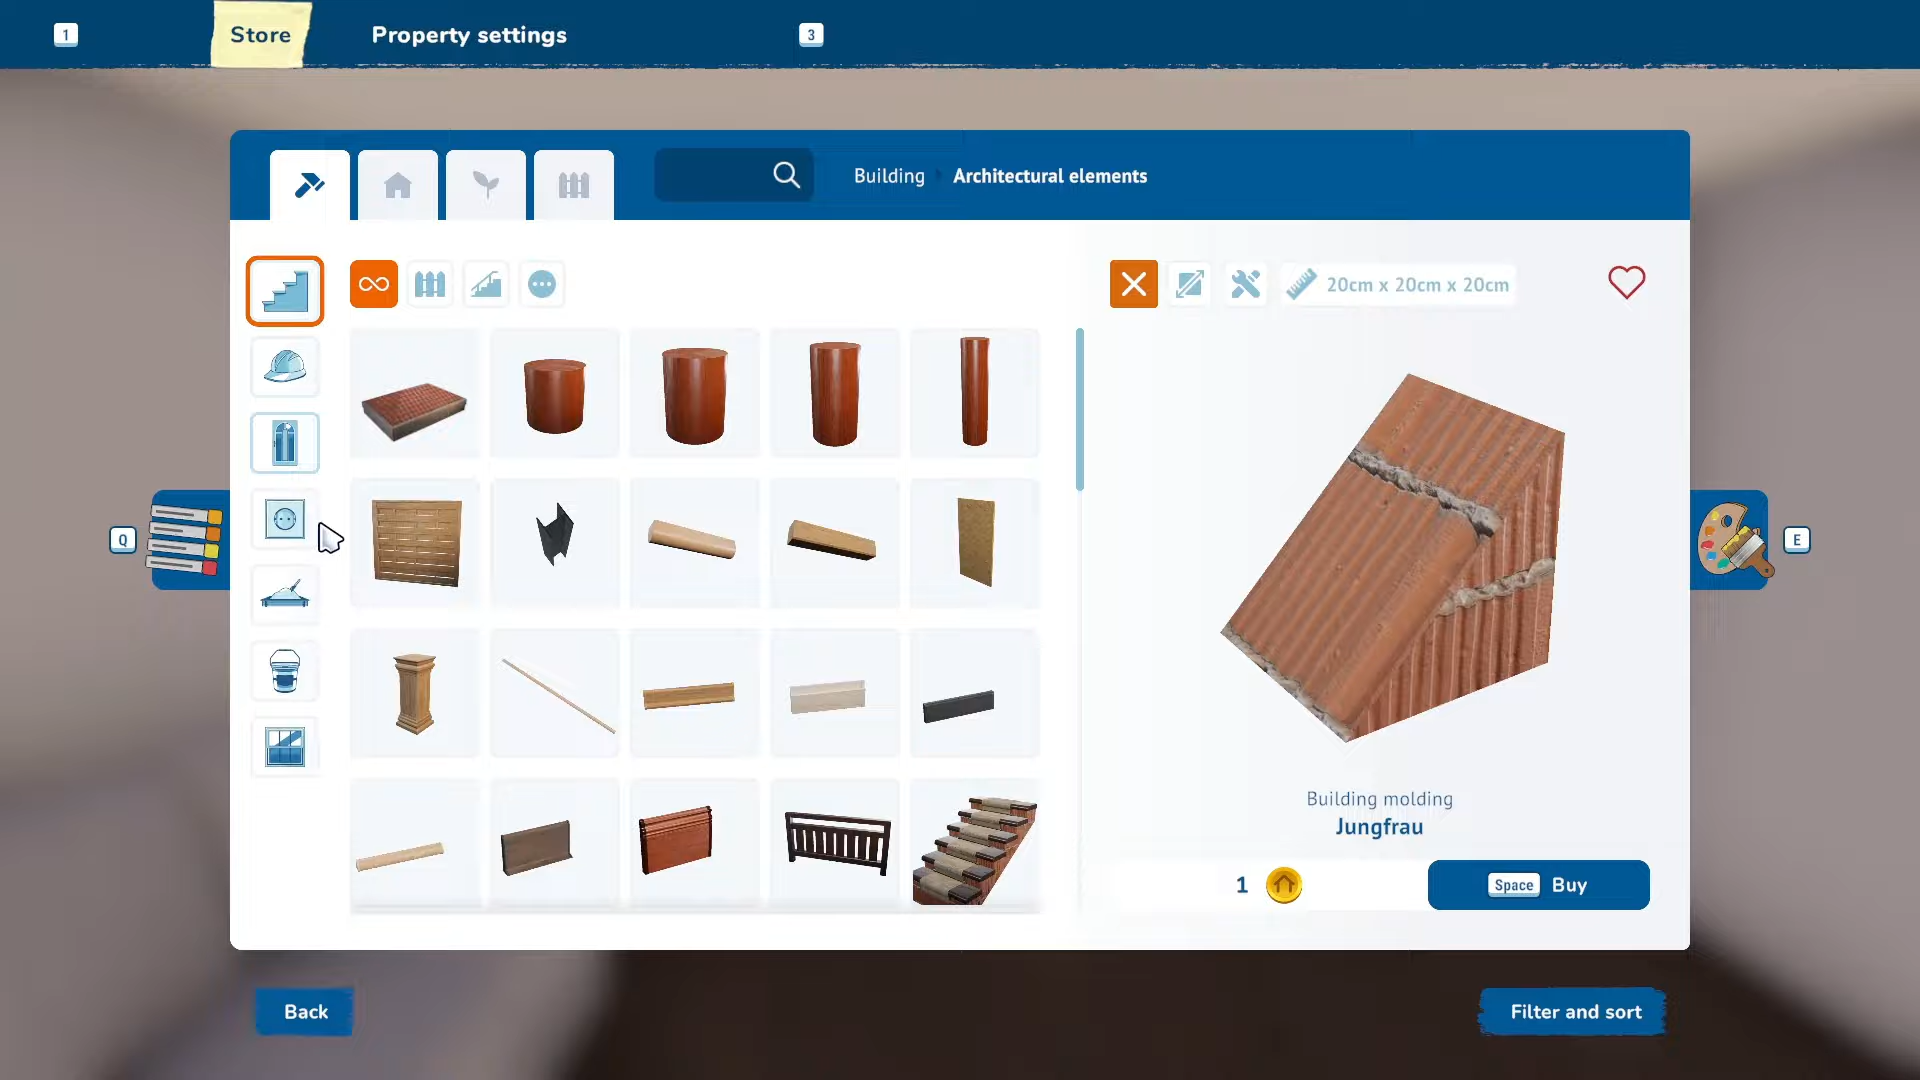 1
Store
Property settings
3
Building
Architectural elements
20cm x 20cm x 20cm
Q
E
Building molding
Jungfrau
1
Space
Buy
Back
Filter and sort